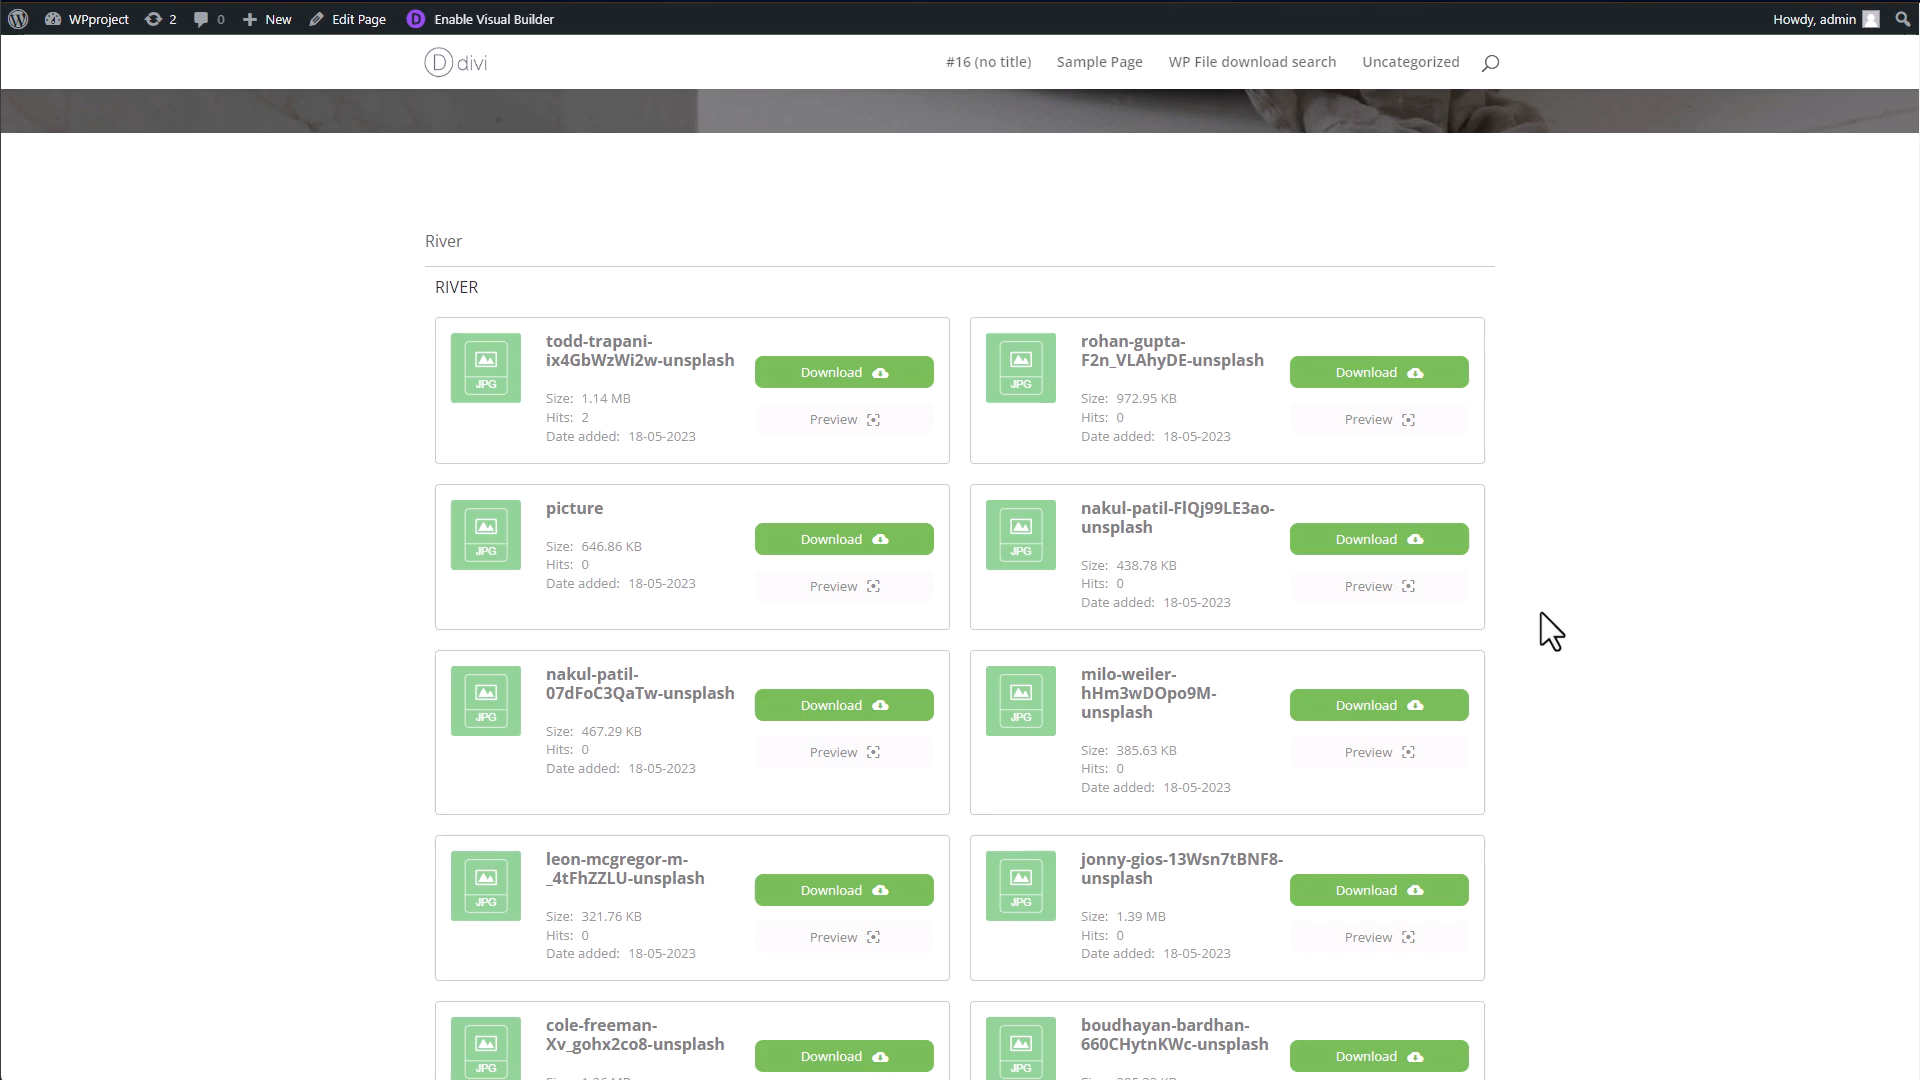 WPproject 2 0 New Edit Page Enable Visual Builder Howdy, admin
divi #16 (no title) Sample Page WP File download search Uncategorized
River
RIVER
todd-trapani-
ix4GbWzWi2w-unsplash
Size: 1.14 MB
Hits: 2
Date added: 18-05-2023
Download
Preview
JPG
rohan-gupta-
F2n_VLAhyDE-unsplash
Size: 972.95 KB
Hits: 0
Date added: 18-05-2023
Download
Preview
JPG
picture
Size: 646.86 KB
Hits: 0
Date added: 18-05-2023
Download
Preview
JPG
nakul-patil-FlQj99LE3ao-
unsplash
Size: 438.78 KB
Hits: 0
Date added: 18-05-2023
Download
Preview
JPG
nakul-patil-
07dFoC3QaTw-unsplash
Size: 467.29 KB
Hits: 0
Date added: 18-05-2023
Download
Preview
JPG
milo-weiler-
hHm3wDOpo9M-
unsplash
Size: 385.63 KB
Hits: 0
Date added: 18-05-2023
Download
Preview
JPG
leon-mcgregor-m-
_4tFhZZLU-unsplash
Size: 321.76 KB
Hits: 0
Date added: 18-05-2023
Download
Preview
JPG
jonny-gios-13Wsn7tBNF8-
unsplash
Size: 1.39 MB
Hits: 0
Date added: 18-05-2023
Download
Preview
JPG
cole-freeman-
Xv_gohx2co8-unsplash
Download
JPG
boudhayan-bardhan-
660CHytnKWc-unsplash
Download
JPG